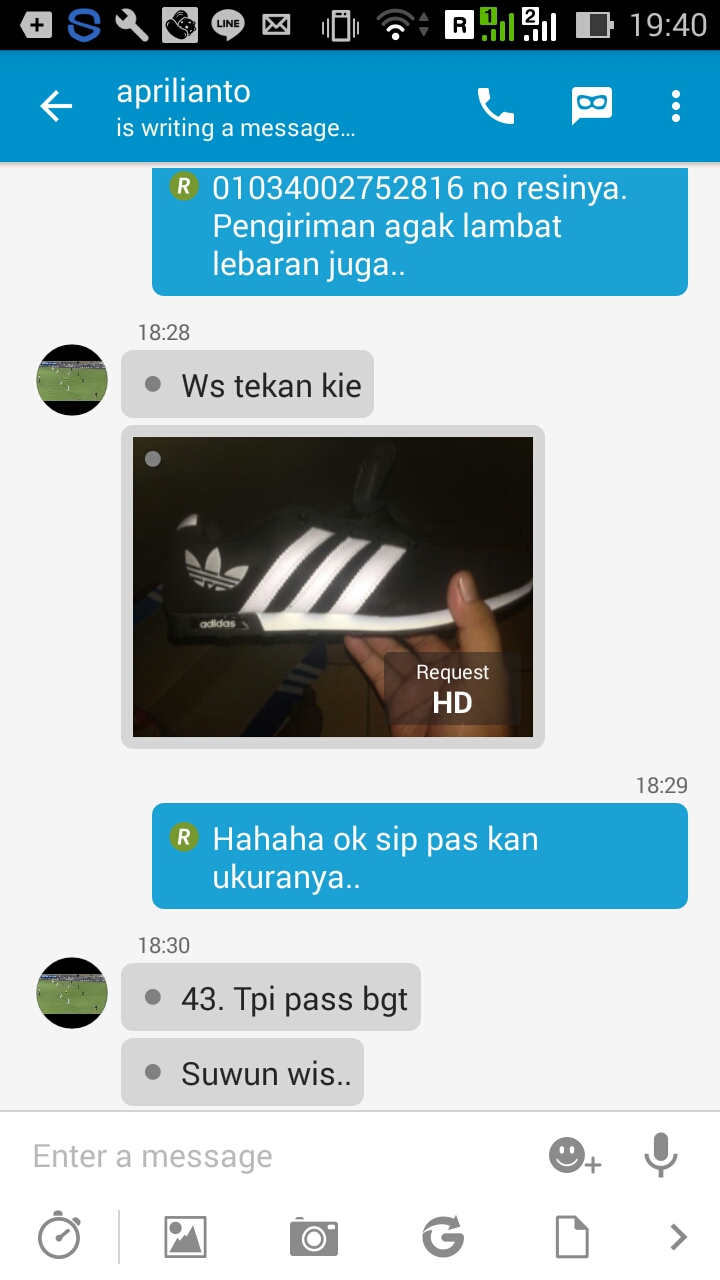 LINE
R
1
2
19:40
aprilianto
is writing a message...
R
01034002752816 no resinya.
Pengiriman agak lambat
lebaran juga..
18:28
Ws tekan kie
adidas
Request
HD
18:29
R
Hahaha ok sip pas kan
ukuranya..
18:30
43. Tpi pass bgt
Suwun wis..
Enter a message